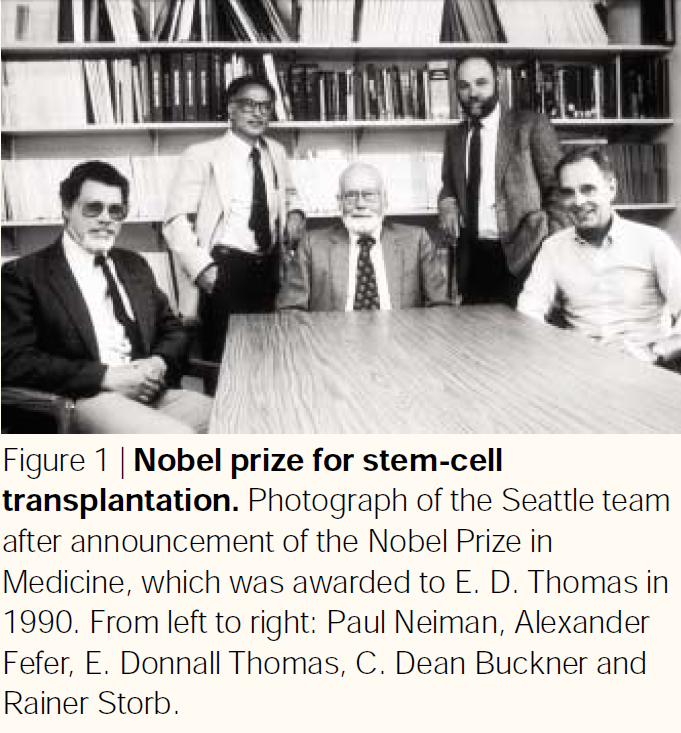 Figure 1 | Nobel prize for stem-cell
transplantation. Photograph of the Seattle team
after announcement of the Nobel Prize in
Medicine, which was awarded to E. D. Thomas in
1990. From left to right: Paul Neiman, Alexander
Fefer, E. Donnall Thomas, C. Dean Buckner and
Rainer Storb.